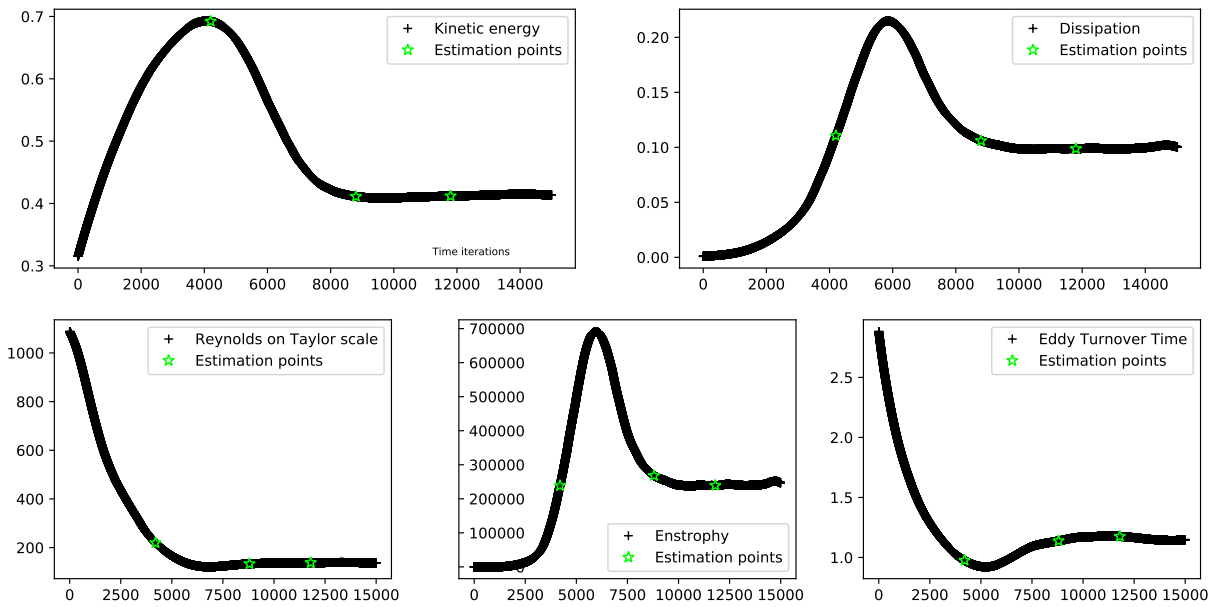 Kinetic energy
Estimation points
0.7
0.6
0.5
0.4
0.3
Time iterations
0 2000 4000 6000 8000 10000 12000 14000
Dissipation
Estimation points
0.20
0.15
0.10
0.05
0.00
0 2000 4000 6000 8000 10000 12000 14000
Reynolds on Taylor scale
Estimation points
1000
800
600
400
200
0 2500 5000 7500 10000 12500 15000
700000
600000
500000
400000
300000
200000
100000
0
Enstrophy
Estimation points
0 2500 5000 7500 10000 12500 15000
Eddy Turnover Time
Estimation points
2.5
2.0
1.5
1.0
0 2500 5000 7500 10000 12500 15000